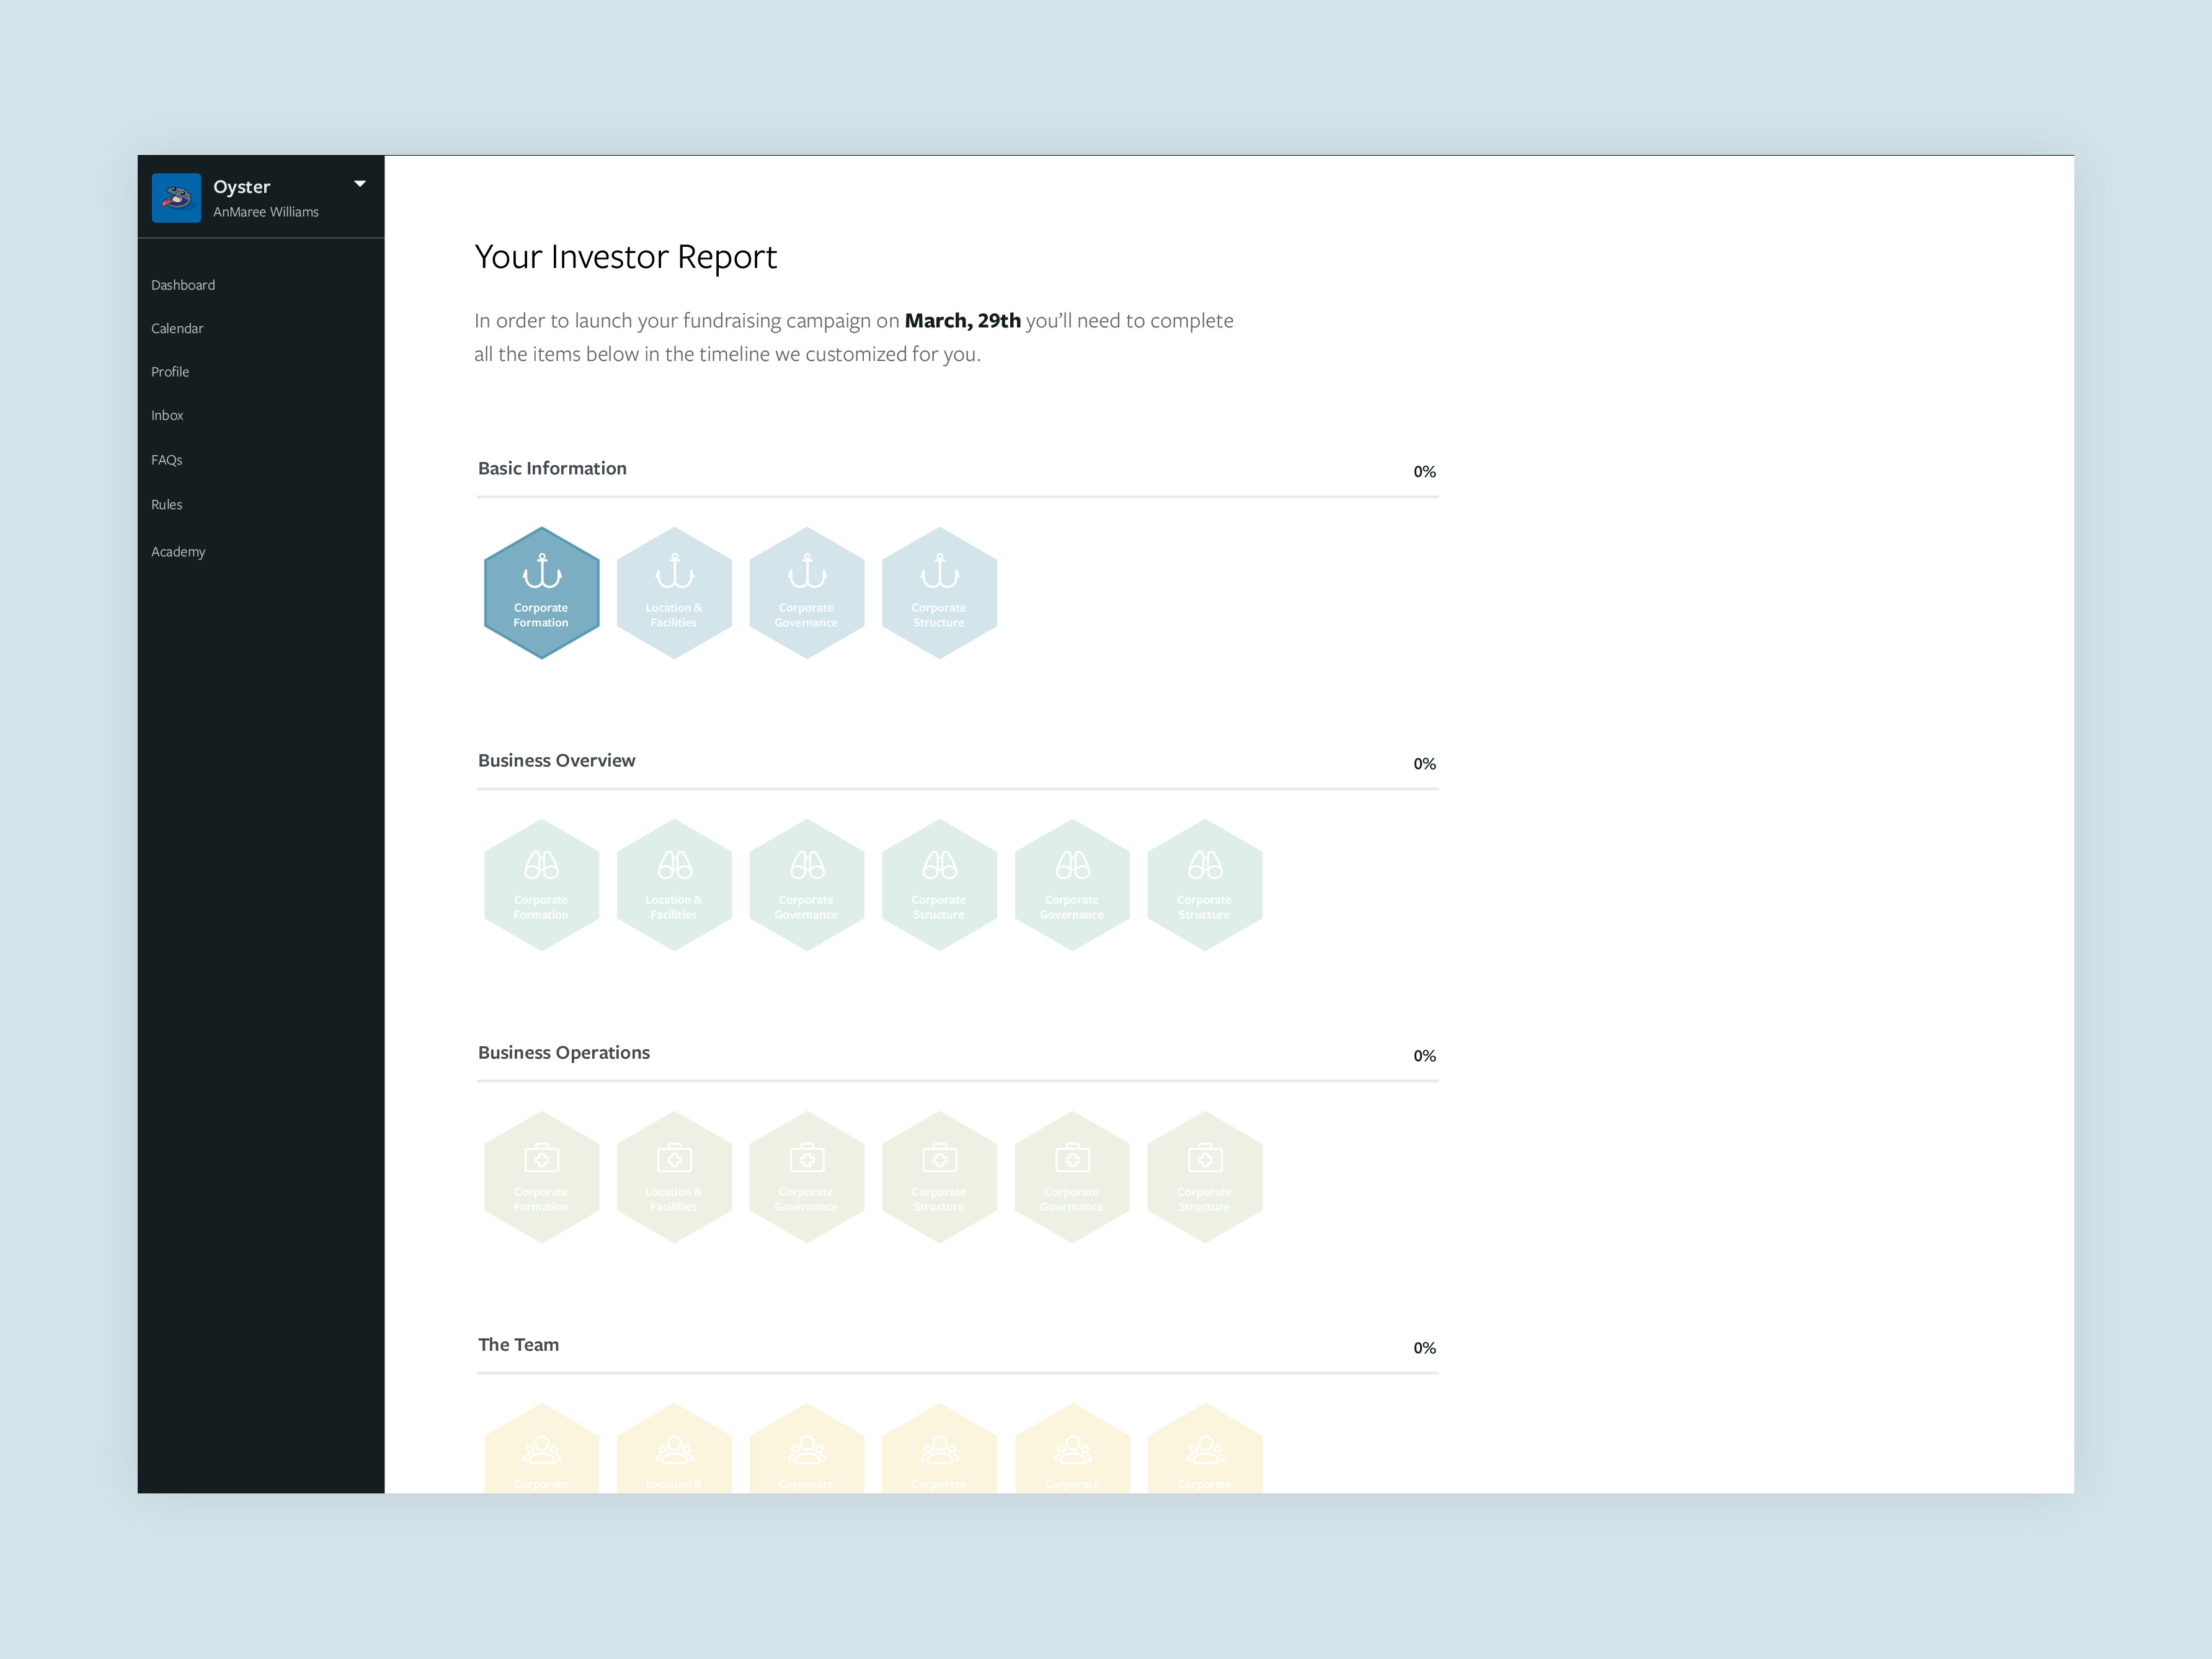 Oyster
AnMaree Williams
Dashboard
Calendar
Profile
Inbox
FAQs
Rules
Academy
Your Investor Report
In order to launch your fundraising campaign on March, 29th you’ll need to complete
all the items below in the timeline we customized for you.
Basic Information 0%
Corporate Formation
Location & Facilities
Corporate Governance
Corporate Structure
Business Overview 0%
Corporate Formation
Location & Facilities
Corporate Governance
Corporate Structure
Corporate Governance
Corporate Structure
Business Operations 0%
Corporate Formation
Location & Facilities
Corporate Governance
Corporate Structure
Corporate Governance
Corporate Structure
The Team 0%
Corporate
Location &
Corporate
Corporate
Corporate
Corporate